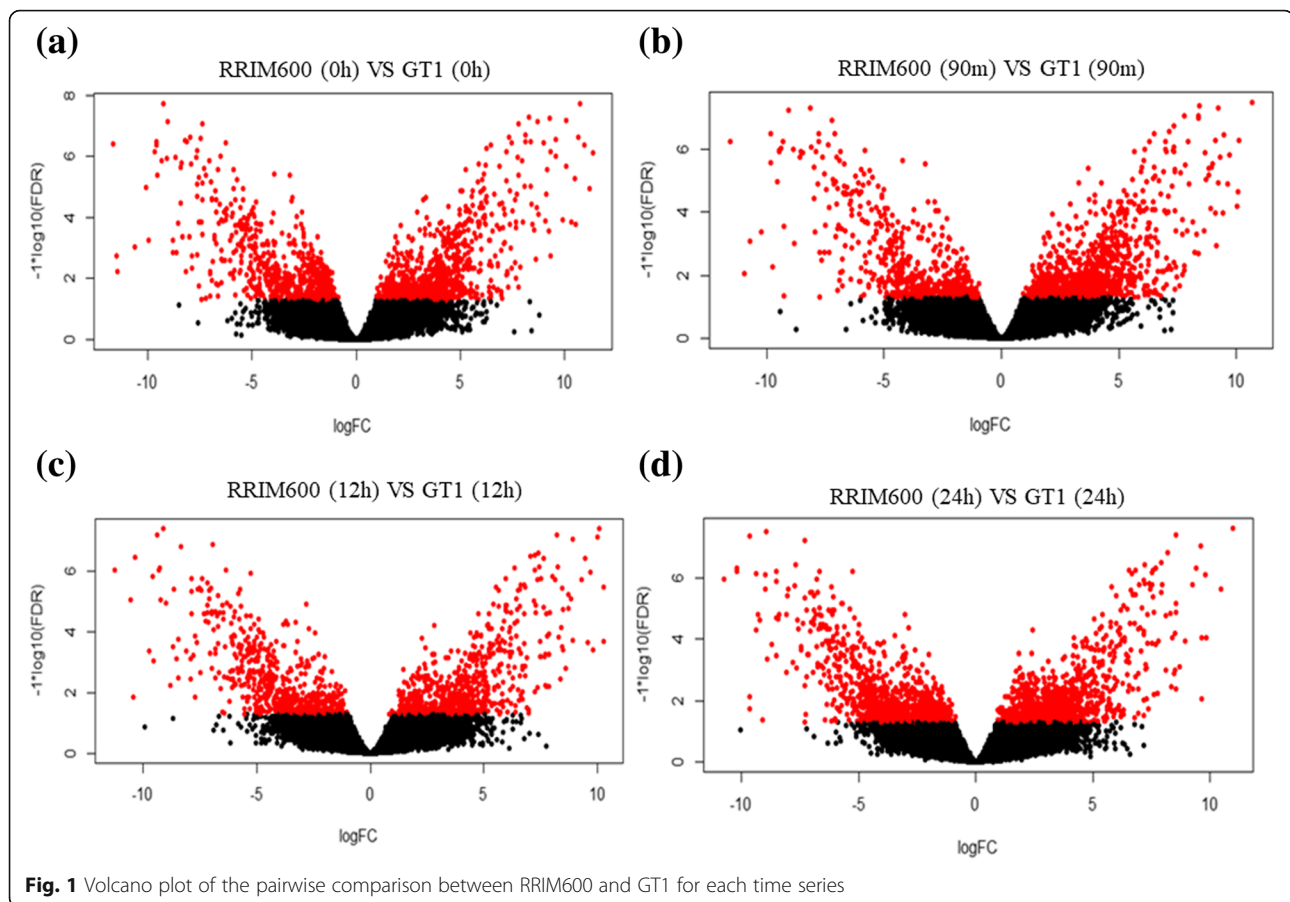 (a)
RRIM600 (0h) VS GT1 (0h)
-1*log10(FDR)
8
6
4
2
0
-10 -5 0 5 10
logFC
(b)
RRIM600 (90m) VS GT1 (90m)
-1*log10(FDR)
6
4
2
0
-10 -5 0 5 10
logFC
(c)
RRIM600 (12h) VS GT1 (12h)
-1*log10(FDR)
6
4
2
0
-10 -5 0 5 10
logFC
(d)
RRIM600 (24h) VS GT1 (24h)
-1*log10(FDR)
6
4
2
0
-10 -5 0 5 10
logFC
Fig. 1 Volcano plot of the pairwise comparison between RRIM600 and GT1 for each time series